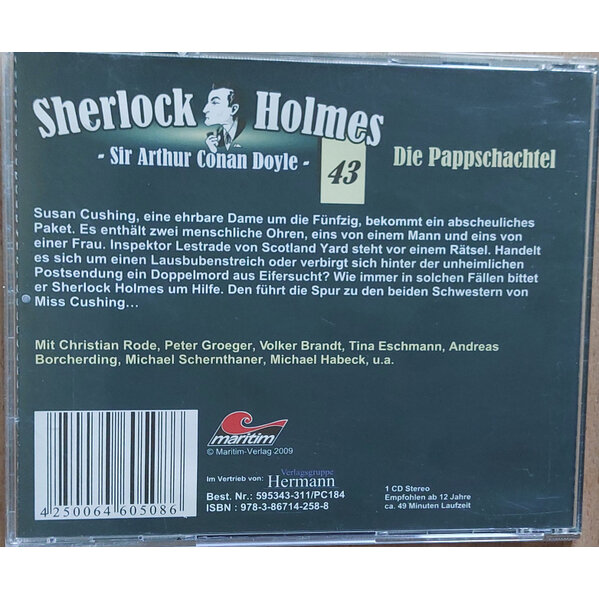 Sherlock Holmes
- Sir Arthur Conan Doyle -
43
Die Pappschachtel
Susan Cushing, eine ehrbare Dame um die Fünfzig, bekommt ein abscheuliches
Paket. Es enthält zwei menschliche Ohren, eins von einem Mann und eins von
einer Frau. Inspektor Lestrade von Scotland Yard steht vor einem Rätsel. Handelt
es sich um einen Lausbubenstreich oder verbirgt sich hinter der unheimlichen
Postsendung ein Doppelmord aus Eifersucht? Wie immer in solchen Fällen bittet
er Sherlock Holmes um Hilfe. Den führt die Spur zu den beiden Schwestern von
Miss Cushing...
Mit Christian Rode, Peter Groeger, Volker Brandt, Tina Eschmann, Andreas
Borcherding, Michael Schernthaner, Michael Habeck, u.a.
maritim
© Maritim-Verlag 2009
Im Vertrieb von:
Verlagsgruppe
Hermann
Best. Nr.: 595343-311/PC184
ISBN : 978-3-86714-258-8
1 CD Stereo
Empfohlen ab 12 Jahre
ca. 49 Minuten Laufzeit
4 250064 605086